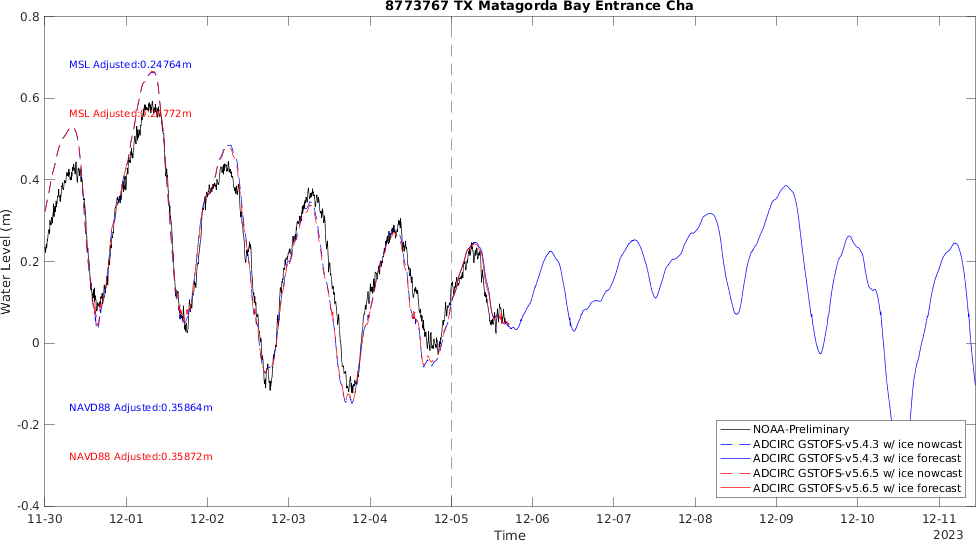 8773767 TX Matagorda Bay Entrance Cha
Water Level (m)
0.8
0.6
0.4
0.2
0
-0.2
-0.4
MSL Adjusted:0.24764m
MSL Adjusted:0.24772m
NAVD88 Adjusted:0.35864m
NAVD88 Adjusted:0.35872m
NOAA-Preliminary
ADCIRC GSTOFS-v5.4.3 w/ ice nowcast
ADCIRC GSTOFS-v5.4.3 w/ ice forecast
ADCIRC GSTOFS-v5.6.5 w/ ice nowcast
ADCIRC GSTOFS-v5.6.5 w/ ice forecast
11-30 12-01 12-02 12-03 12-04 12-05 12-06 12-07 12-08 12-09 12-10 12-11
Time
2023